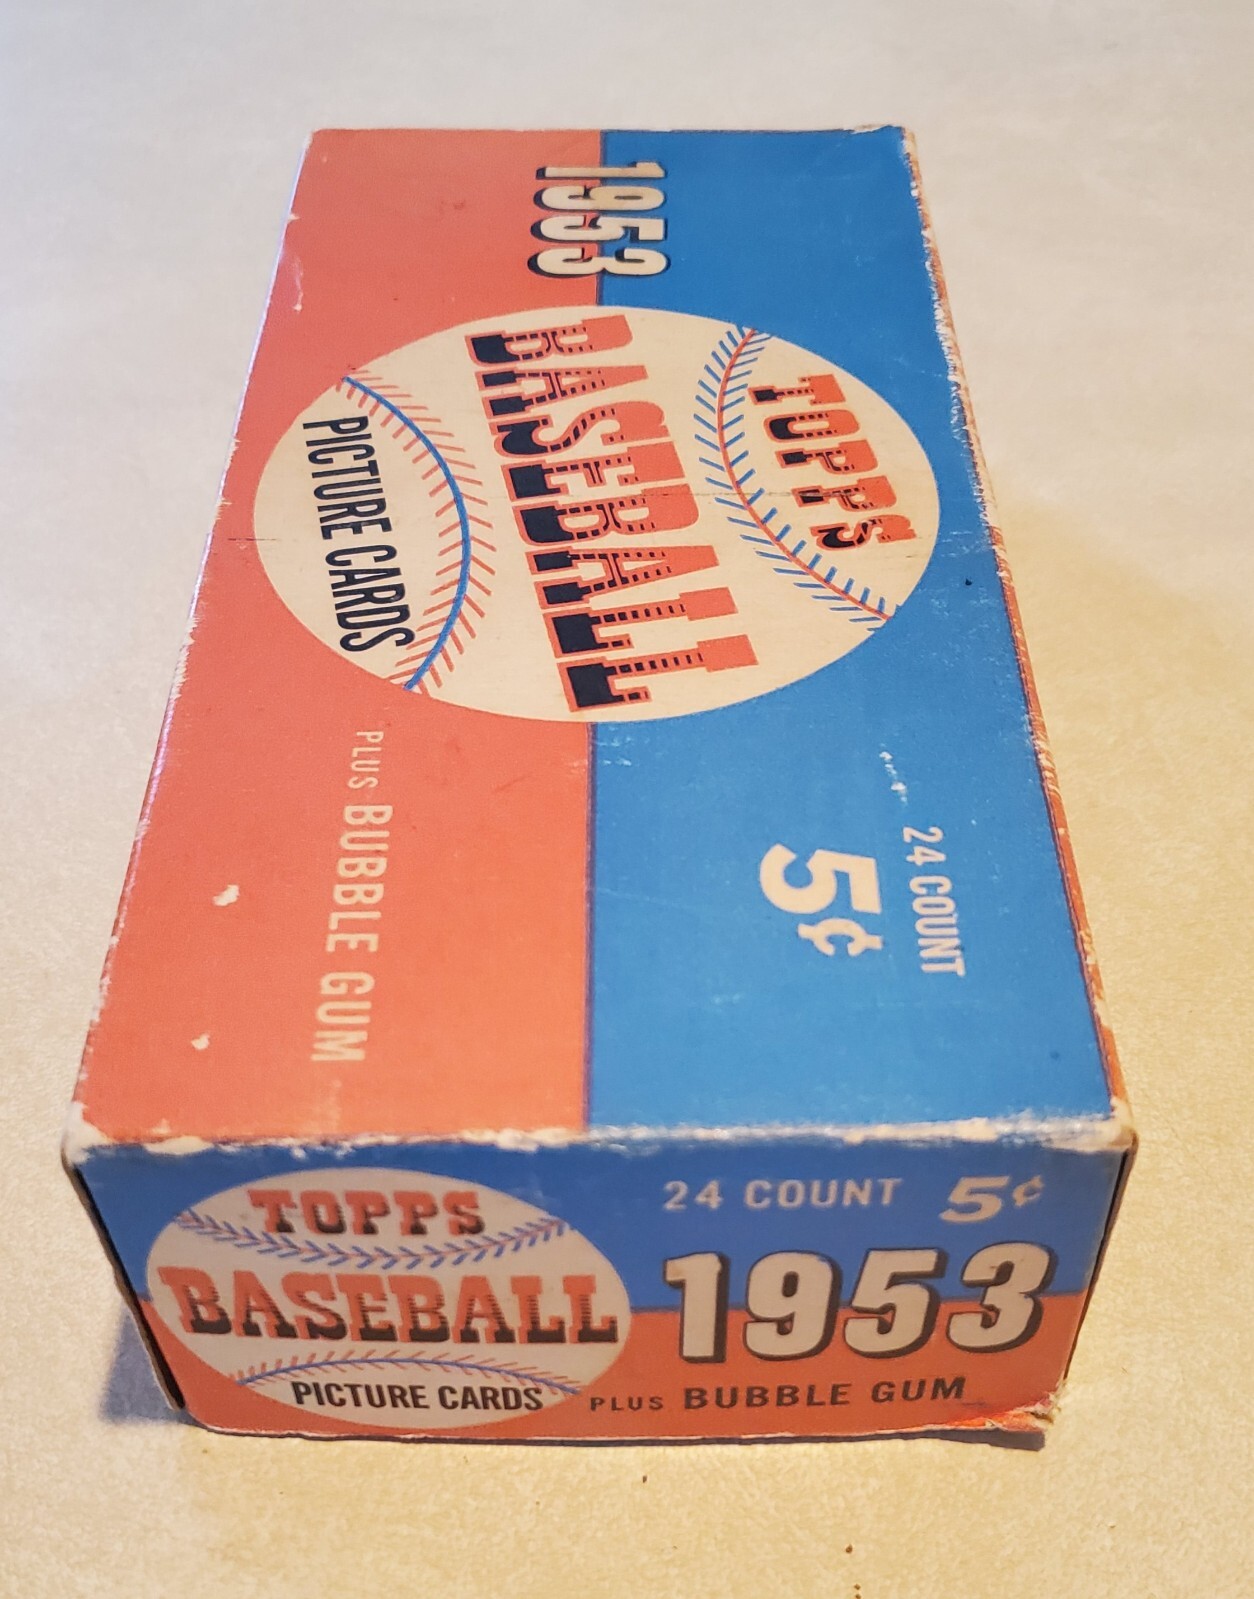 1953
TOPPS
BASEBALL
PICTURE CARDS
24 COUNT
5¢
PLUS BUBBLE GUM
TOPPS
BASEBALL
PICTURE CARDS
24 COUNT 5¢
1953
PLUS BUBBLE GUM